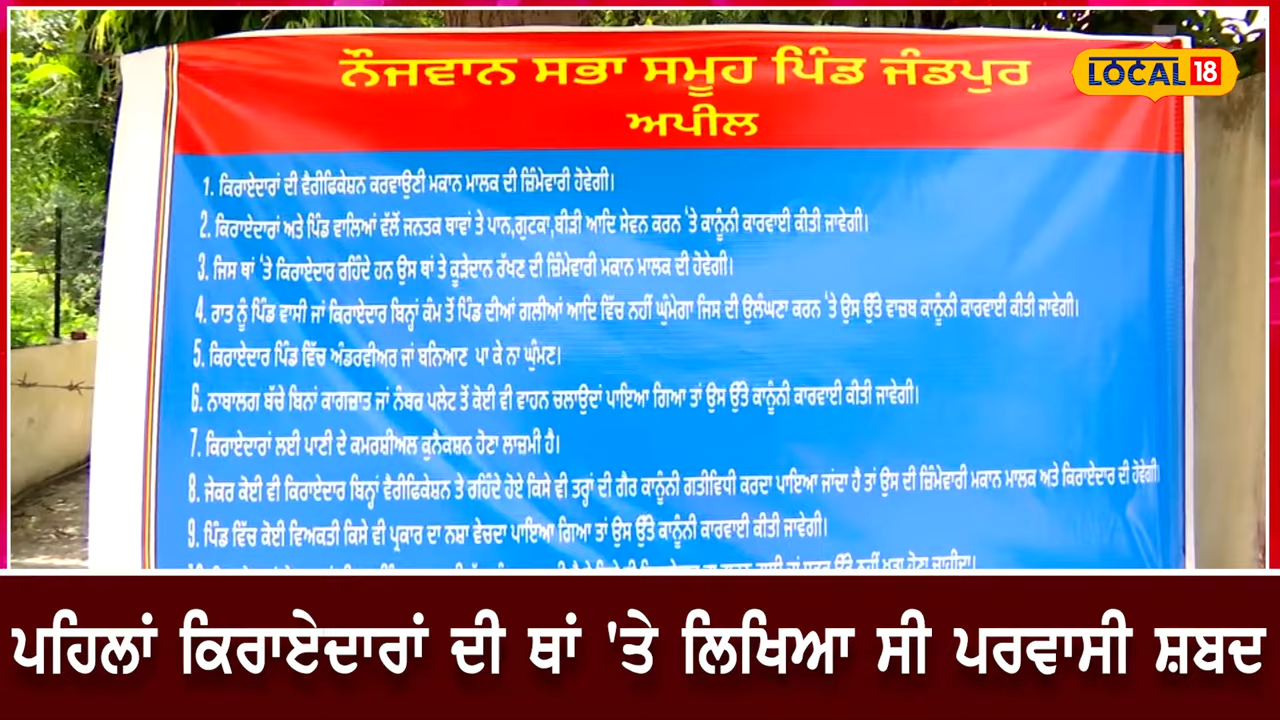 ਨੌਜਵਾਨ ਸਭਾ ਸਮੂਹ ਪਿੰਡ ਜੰਡਪੁਰ
LOCAL 18
ਅਪੀਲ
1. ਕਿਰਾਏਦਾਰਾਂ ਦੀ ਵੈਰੀਫਿਕੇਸ਼ਨ ਕਰਵਾਉਣੀ ਮਕਾਨ ਮਾਲਕ ਦੀ ਜ਼ਿੰਮੇਵਾਰੀ ਹੋਵੇਗੀ।
2. ਕਿਰਾਏਦਾਰਾਂ ਅਤੇ ਪਿੰਡ ਵਾਲਿਆਂ ਵੱਲੋਂ ਜਨਤਕ ਥਾਵਾਂ ਤੇ ਪਾਨ,ਗੁਟਕਾ,ਬੀੜੀ ਆਦਿ ਸੇਵਨ ਕਰਨ 'ਤੇ ਕਾਨੂੰਨੀ ਕਾਰਵਾਈ ਕੀਤੀ ਜਾਵੇਗੀ।
3. ਜਿਸ ਥਾਂ 'ਤੇ ਕਿਰਾਏਦਾਰ ਰਹਿੰਦੇ ਹਨ ਉਸ ਥਾਂ ਤੇ ਕੂੜੇਦਾਨ ਰੱਖਣ ਦੀ ਜ਼ਿੰਮੇਵਾਰੀ ਮਕਾਨ ਮਾਲਕ ਦੀ ਹੋਵੇਗੀ।
4. ਰਾਤ ਨੂੰ ਪਿੰਡ ਵਾਸੀ ਜਾਂ ਕਿਰਾਏਦਾਰ ਬਿਨ੍ਹਾਂ ਕੰਮ ਤੋਂ ਪਿੰਡ ਦੀਆਂ ਗਲੀਆਂ ਆਦਿ ਵਿੱਚ ਨਹੀਂ ਘੁੰਮੇਗਾ ਜਿਸ ਦੀ ਉਲੰਘਣਾ ਕਰਨ 'ਤੇ ਉਸ ਉੱਤੇ ਵਾਜ਼ਬ ਕਾਨੂੰਨੀ ਕਾਰਵਾਈ ਕੀਤੀ ਜਾਵੇਗੀ।
5. ਕਿਰਾਏਦਾਰ ਪਿੰਡ ਵਿੱਚ ਅੰਡਰਵੀਅਰ ਜਾਂ ਬਨਿਆਣ ਪਾ ਕੇ ਨਾ ਘੁੰਮਣ।
6. ਨਾਬਾਲਗ ਬੱਚੇ ਬਿਨਾਂ ਕਾਗਜ਼ਾਤ ਜਾਂ ਨੰਬਰ ਪਲੇਟ ਤੋਂ ਕੋਈ ਵੀ ਵਾਹਨ ਚਲਾਉਦਾਂ ਪਾਇਆ ਗਿਆ ਤਾਂ ਉਸ ਉੱਤੇ ਕਾਨੂੰਨੀ ਕਾਰਵਾਈ ਕੀਤੀ ਜਾਵੇਗੀ।
7. ਕਿਰਾਏਦਾਰਾਂ ਲਈ ਪਾਣੀ ਦੇ ਕਮਰਸ਼ੀਅਲ ਕੁਨੈਕਸ਼ਨ ਹੋਣਾ ਲਾਜ਼ਮੀ ਹੈ।
8. ਜੇਕਰ ਕੋਈ ਵੀ ਕਿਰਾਏਦਾਰ ਬਿਨ੍ਹਾਂ ਵੈਰੀਫਿਕੇਸ਼ਨ ਤੇ ਰਹਿੰਦੇ ਹੋਏ ਕਿਸੇ ਵੀ ਤਰ੍ਹਾਂ ਦੀ ਗੈਰ ਕਾਨੂੰਨੀ ਗਤੀਵਿਧੀ ਕਰਦਾ ਪਾਇਆ ਜਾਂਦਾ ਹੈ ਤਾਂ ਉਸ ਦੀ ਜ਼ਿੰਮੇਵਾਰੀ ਮਕਾਨ ਮਾਲਕ ਅਤੇ ਕਿਰਾਏਦਾਰ ਦੀ ਹੋਵੇਗੀ।
9. ਪਿੰਡ ਵਿੱਚ ਕੋਈ ਵਿਅਕਤੀ ਕਿਸੇ ਵੀ ਪ੍ਰਕਾਰ ਦਾ ਨਸ਼ਾ ਵੇਚਦਾ ਪਾਇਆ ਗਿਆ ਤਾਂ ਉਸ ਉੱਤੇ ਕਾਨੂੰਨੀ ਕਾਰਵਾਈ ਕੀਤੀ ਜਾਵੇਗੀ।
ਉੱਤੇ ਨਹੀਂ ਖੜਾ ਹੋਣਾ ਚਾਹੀਦਾ।
ਪਹਿਲਾਂ ਕਿਰਾਏਦਾਰਾਂ ਦੀ ਥਾਂ 'ਤੇ ਲਿਖਿਆ ਸੀ ਪਰਵਾਸੀ ਸ਼ਬਦ